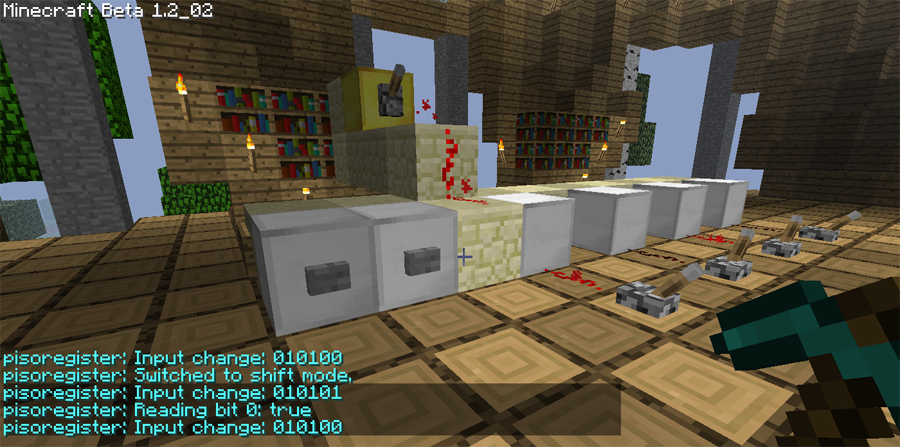 Minecraft Beta 1.2_02
pisoregister: Input change: 010100
pisoregister: Switched to shift mode.
pisoregister: Input change: 010101
pisoregister: Reading bit 0: true
pisoregister: Input change: 010100